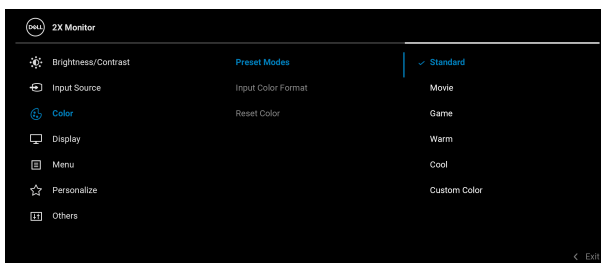 DELL 2X Monitor
Brightness/Contrast
Input Source
Color
Display
Menu
Personalize
Others
Preset Modes
Input Color Format
Reset Color
Standard
Movie
Game
Warm
Cool
Custom Color
Exit